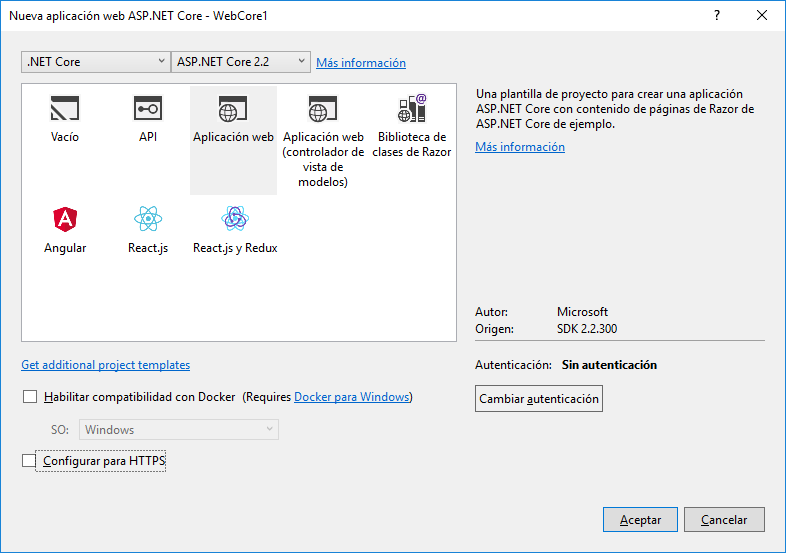 Nueva aplicación web ASP.NET Core - WebCore1
?
.NET Core
ASP.NET Core 2.2
Más información
Vacío
API
Aplicación web
Aplicación web
(controlador de
vista de
modelos)
Biblioteca de
clases de Razor
Angular
React.js
React.js y Redux
Una plantilla de proyecto para crear una aplicación
ASP.NET Core con contenido de páginas de Razor de
ASP.NET Core de ejemplo.
Más información
Autor: Microsoft
Origen: SDK 2.2.300
Get additional project templates
Habilitar compatibilidad con Docker (Requires Docker para Windows)
SO: Windows
Configurar para HTTPS
Autenticación: Sin autenticación
Cambiar autenticación
Aceptar
Cancelar